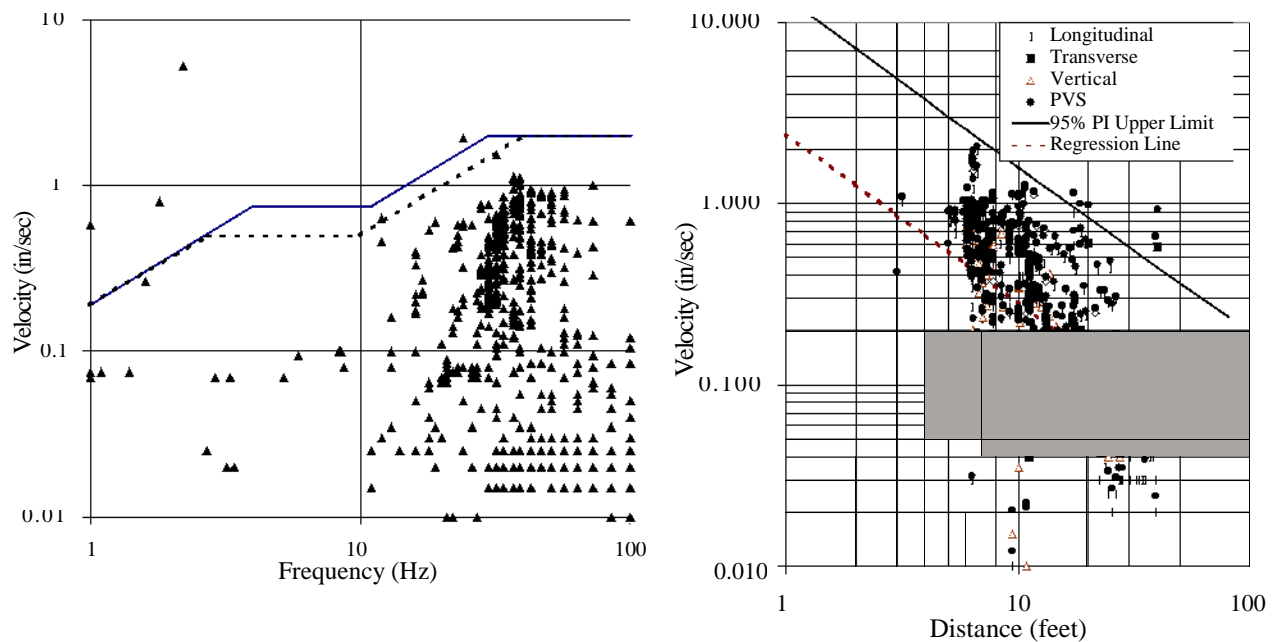 10
1
0.1
0.01
Velocity (in/sec)
1
10
100
Frequency (Hz)
10.000
1.000
0.100
0.010
Velocity (in/sec)
1
10
100
Distance (feet)
Longitudinal
Transverse
Vertical
PVS
95% PI Upper Limit
Regression Line